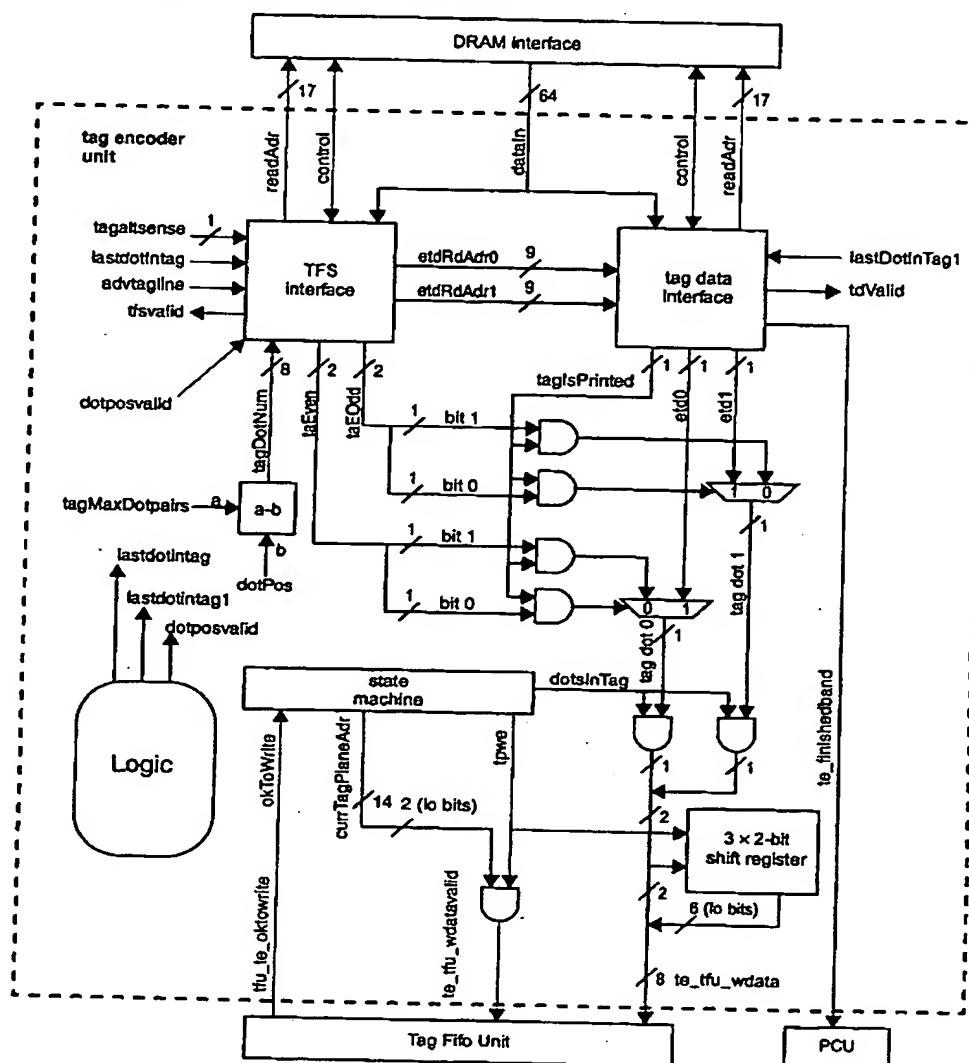 DRAM interface
17
64
17
tag encoder
unit
readAdr
control
dataIn
control
readAdr
tagaltsense
1
lastdotintag
advtagline
tfsvalid
dotposvalid
TFS
interface
etdRdAdr0
9
etdRdAdr1
9
tag data
interface
lastDotInTag1
tdValid
8
2
2
1
1
1
tagDotNum
taEven
taEOdd
tagIsPrinted
etd0
etd1
1
bit 1
1
bit 0
1
bit 1
1
bit 0
1
0
1
tag dot 1
0
1
1
tag dot 0
tagMaxDotpairs
a
a-b
b
dotPos
lastdotintag
lastdotintag1
dotposvalid
Logic
state
machine
dotsInTag
okToWrite
currTagPlaneAdr
14
2 (lo bits)
tpwe
1
1
2
3 × 2-bit
shift register
2
6 (lo bits)
te_finishedband
tfu_te_oktowrite
te_tfu_wdatavalid
8
te_tfu_wdata
Tag Fifo Unit
PCU